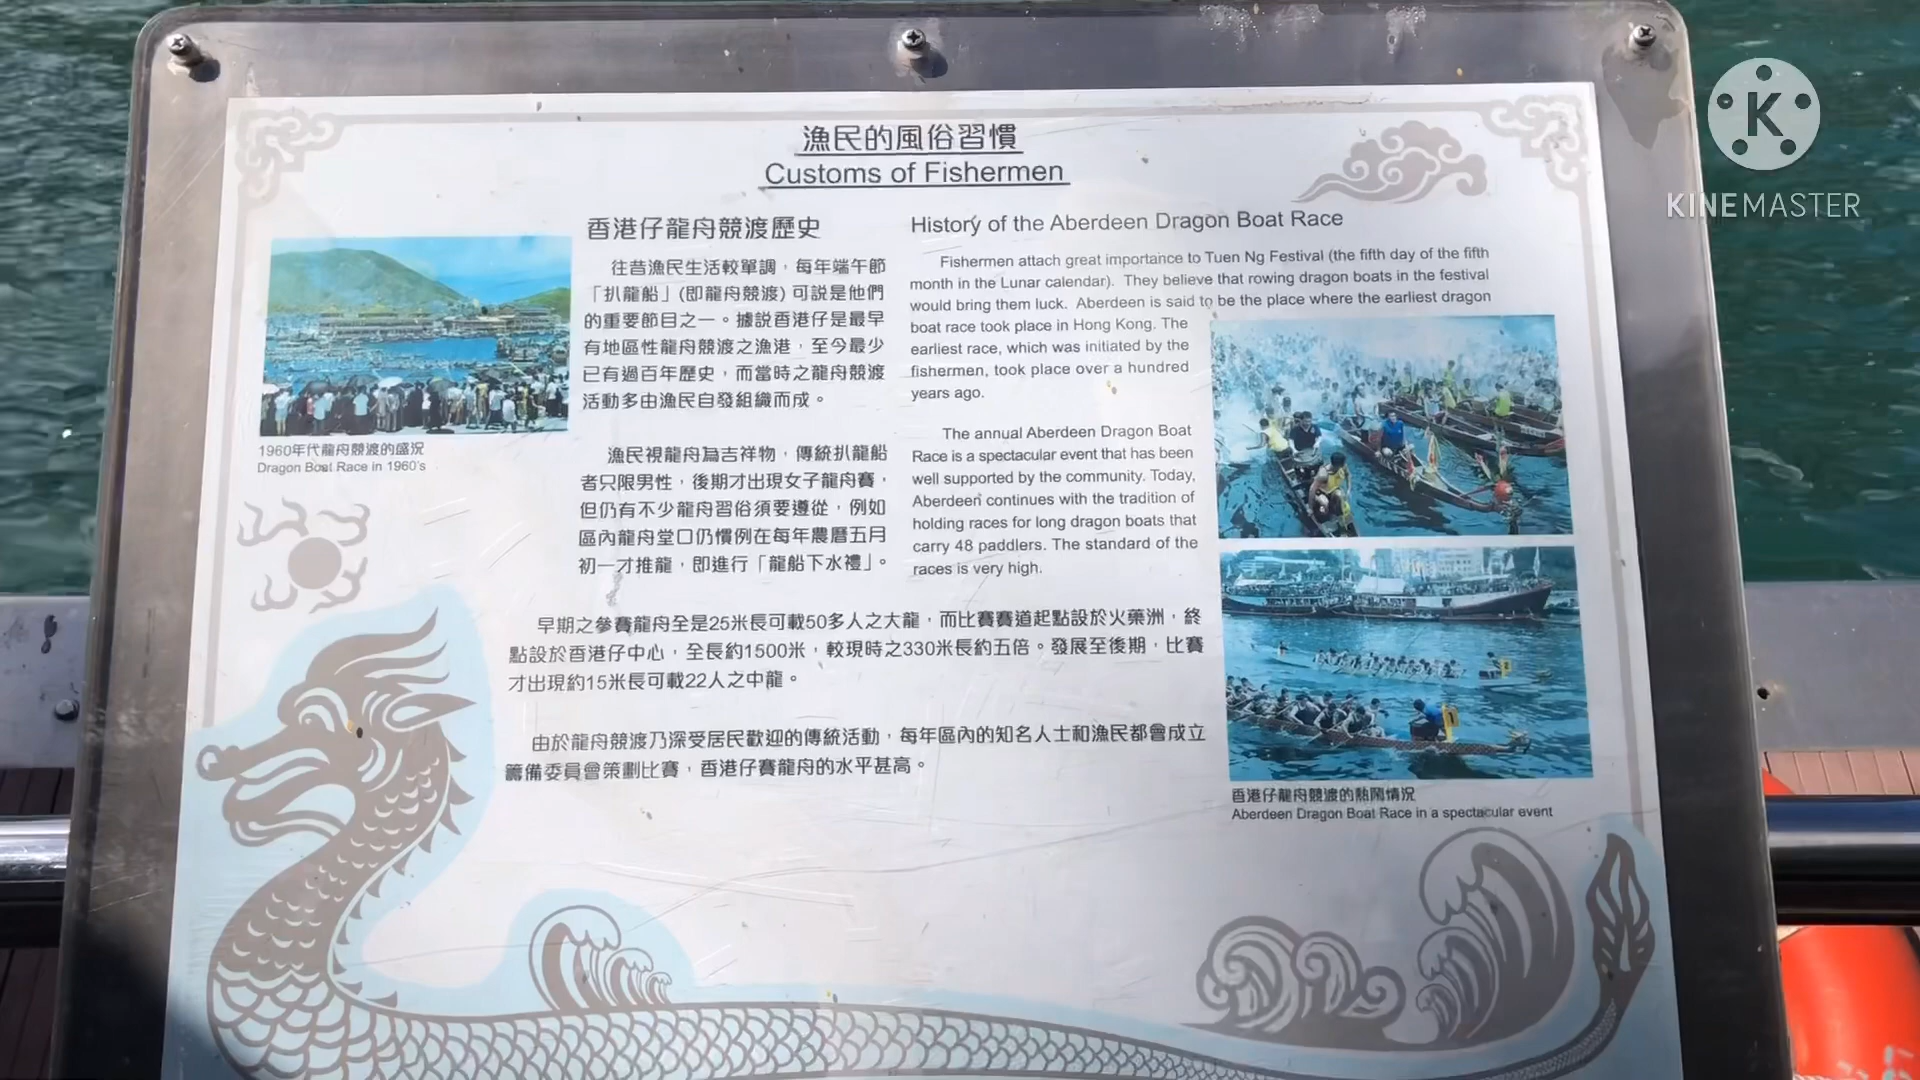 漁民的風俗習慣
Customs of Fishermen
香港仔龍舟競渡歷史
往昔漁民生活較單調，每年端午節
「扒龍船」(即龍舟競渡) 可說是他們
的重要節目之一。據說香港仔是最早
有地區性龍舟競渡之漁港，至今最少
已有過百年歷史，而當時之龍舟競渡
活動多由漁民自發組織而成。
漁民視龍舟為吉祥物，傳統扒龍船
者只限男性，後期才出現女子龍舟賽，
但仍有不少龍舟習俗須要遵從，例如
區內龍舟堂口仍慣例在每年農曆五月
初一才推龍，即進行「龍船下水禮」。
早期之參賽龍舟全是25米長可載50多人之大龍，而比賽賽道起點設於火藥洲，終
點設於香港仔中心，全長約1500米，較現時之330米長約五倍。發展至後期，比賽
才出現約15米長可載22人之中龍。
由於龍舟競渡乃深受居民歡迎的傳統活動，每年區內的知名人士和漁民都會成立
籌備委員會策劃比賽，香港仔賽龍舟的水平甚高。
History of the Aberdeen Dragon Boat Race
Fishermen attach great importance to Tuen Ng Festival (the fifth day of the fifth
month in the Lunar calendar). They believe that rowing dragon boats in the festival
would bring them luck. Aberdeen is said to be the place where the earliest dragon
boat race took place in Hong Kong. The
earliest race, which was initiated by the
fishermen, took place over a hundred
years ago.
The annual Aberdeen Dragon Boat
Race is a spectacular event that has been
well supported by the community. Today,
Aberdeen continues with the tradition of
holding races for long dragon boats that
carry 48 paddlers. The standard of the
races is very high.
1960年代龍舟競渡的盛況
Dragon Boat Race in 1960's
2
1
香港仔龍舟競渡的熱鬧情況
Aberdeen Dragon Boat Race in a spectacular event
K
KINEMASTER